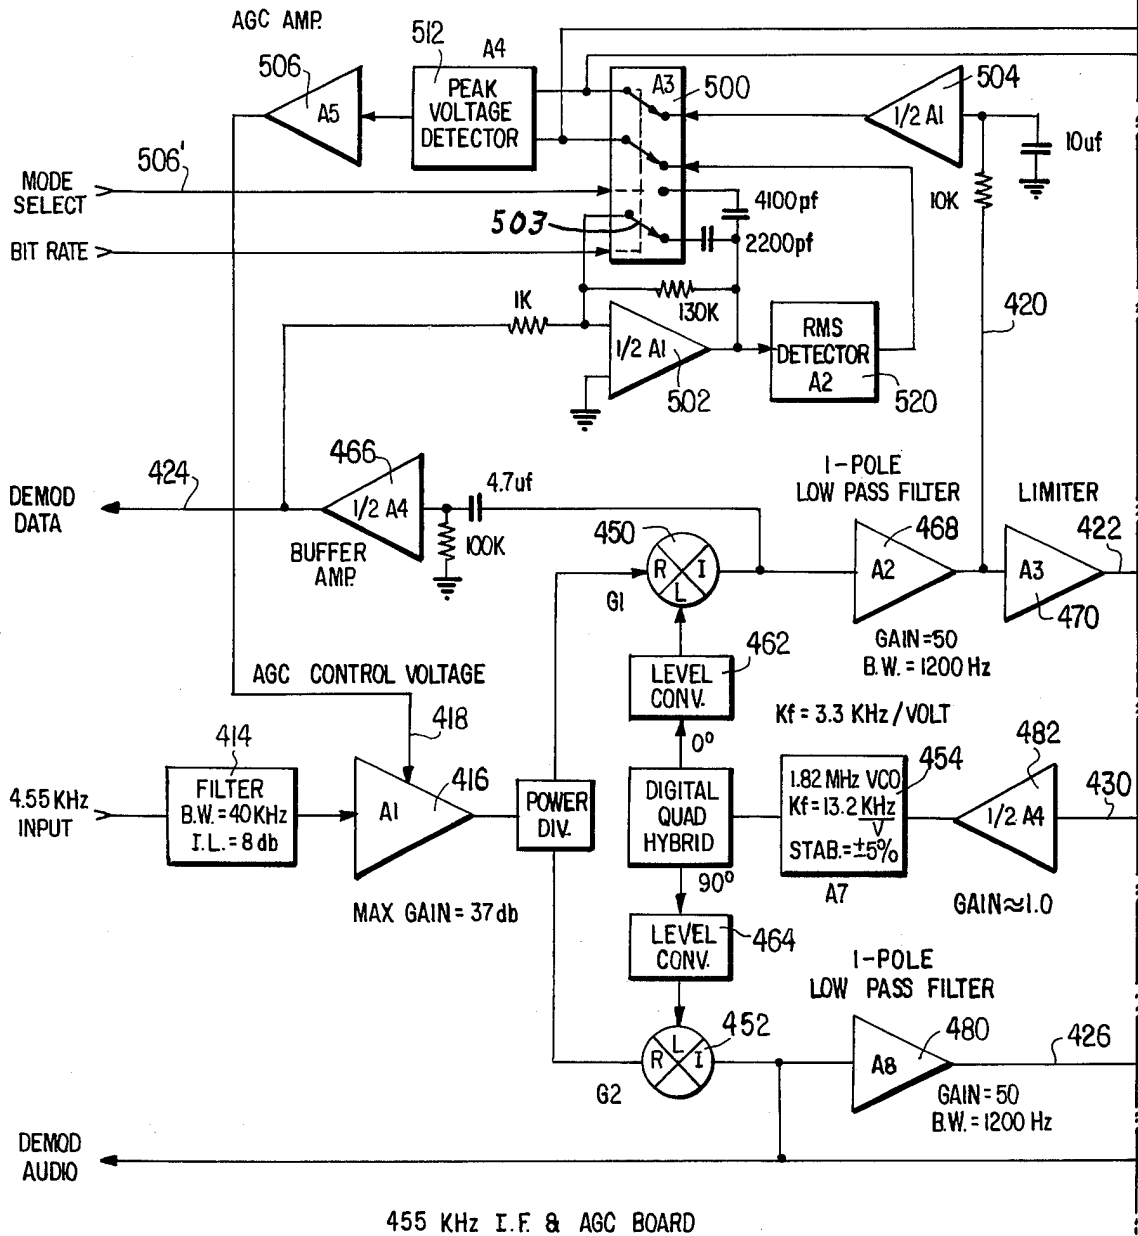 AGC AMP.
506
A5
512
A4
PEAK
VOLTAGE
DETECTOR
A3
500
504
1/2 A1
10uf
10K
506'
MODE
SELECT
BIT RATE
503
4100pf
2200pf
1K
130K
1/2 A1
502
RMS
DETECTOR
A2
520
420
466
1/2 A4
4.7uf
100K
BUFFER
AMP.
424
DEMOD
DATA
1-POLE
LOW PASS FILTER
LIMITER
450
R
I
L
G1
468
A2
422
A3
470
GAIN=50
B.W.=1200 Hz
462
LEVEL
CONV.
0°
AGC CONTROL VOLTAGE
418
414
FILTER
B.W.=40KHz
I.L.=8db
4.55KHz
INPUT
A1
416
MAX GAIN=37db
POWER
DIV.
DIGITAL
QUAD
HYBRID
90°
Kf=3.3 KHz/VOLT
1.82 MHz VCO
Kf=13.2 KHz
V
STAB.=±5%
454
A7
482
1/2 A4
430
GAIN≈1.0
LEVEL
CONV.
464
1-POLE
LOW PASS FILTER
L
R
I
452
G2
A8
480
426
GAIN=50
B.W.=1200 Hz
DEMOD
AUDIO
455 KHz I.F. & AGC BOARD